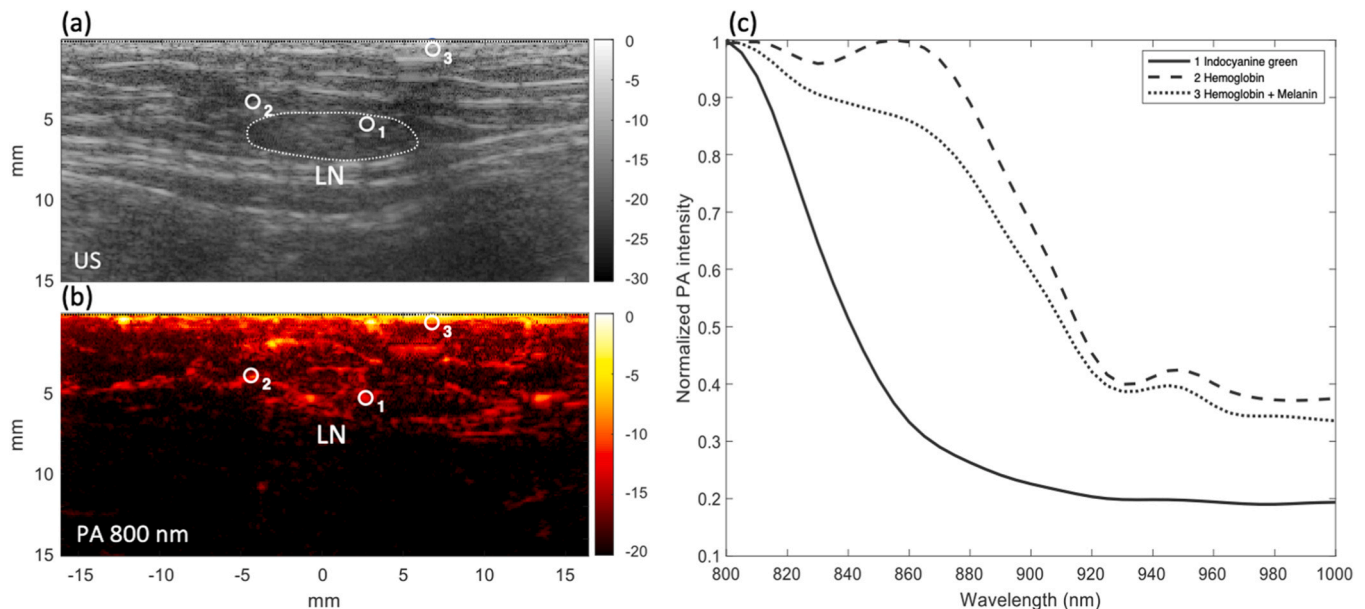 (a)
3
2
1
LN
US
mm
5
10
15
0
-5
-10
-15
-20
-25
-30
(b)
3
2
1
LN
PA 800 nm
mm
5
10
15
-15 -10 -5 0 5 10 15
mm
0
-5
-10
-15
-20
(c)
1 Indocyanine green
2 Hemoglobin
3 Hemoglobin + Melanin
Normalized PA intensity
1
0.9
0.8
0.7
0.6
0.5
0.4
0.3
0.2
0.1
800 820 840 860 880 900 920 940 960 980 1000
Wavelength (nm)